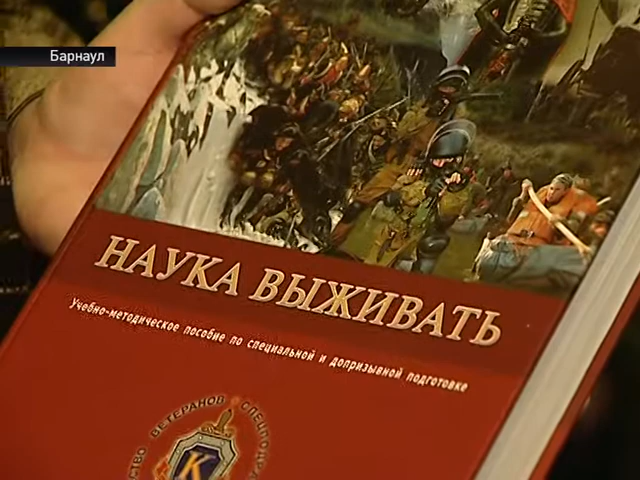 Барнаул
НАУКА ВЫЖИВАТЬ
Учебно-методическое пособие по специальной и допризывной подготовке
ВЕТЕРАНОВ
К